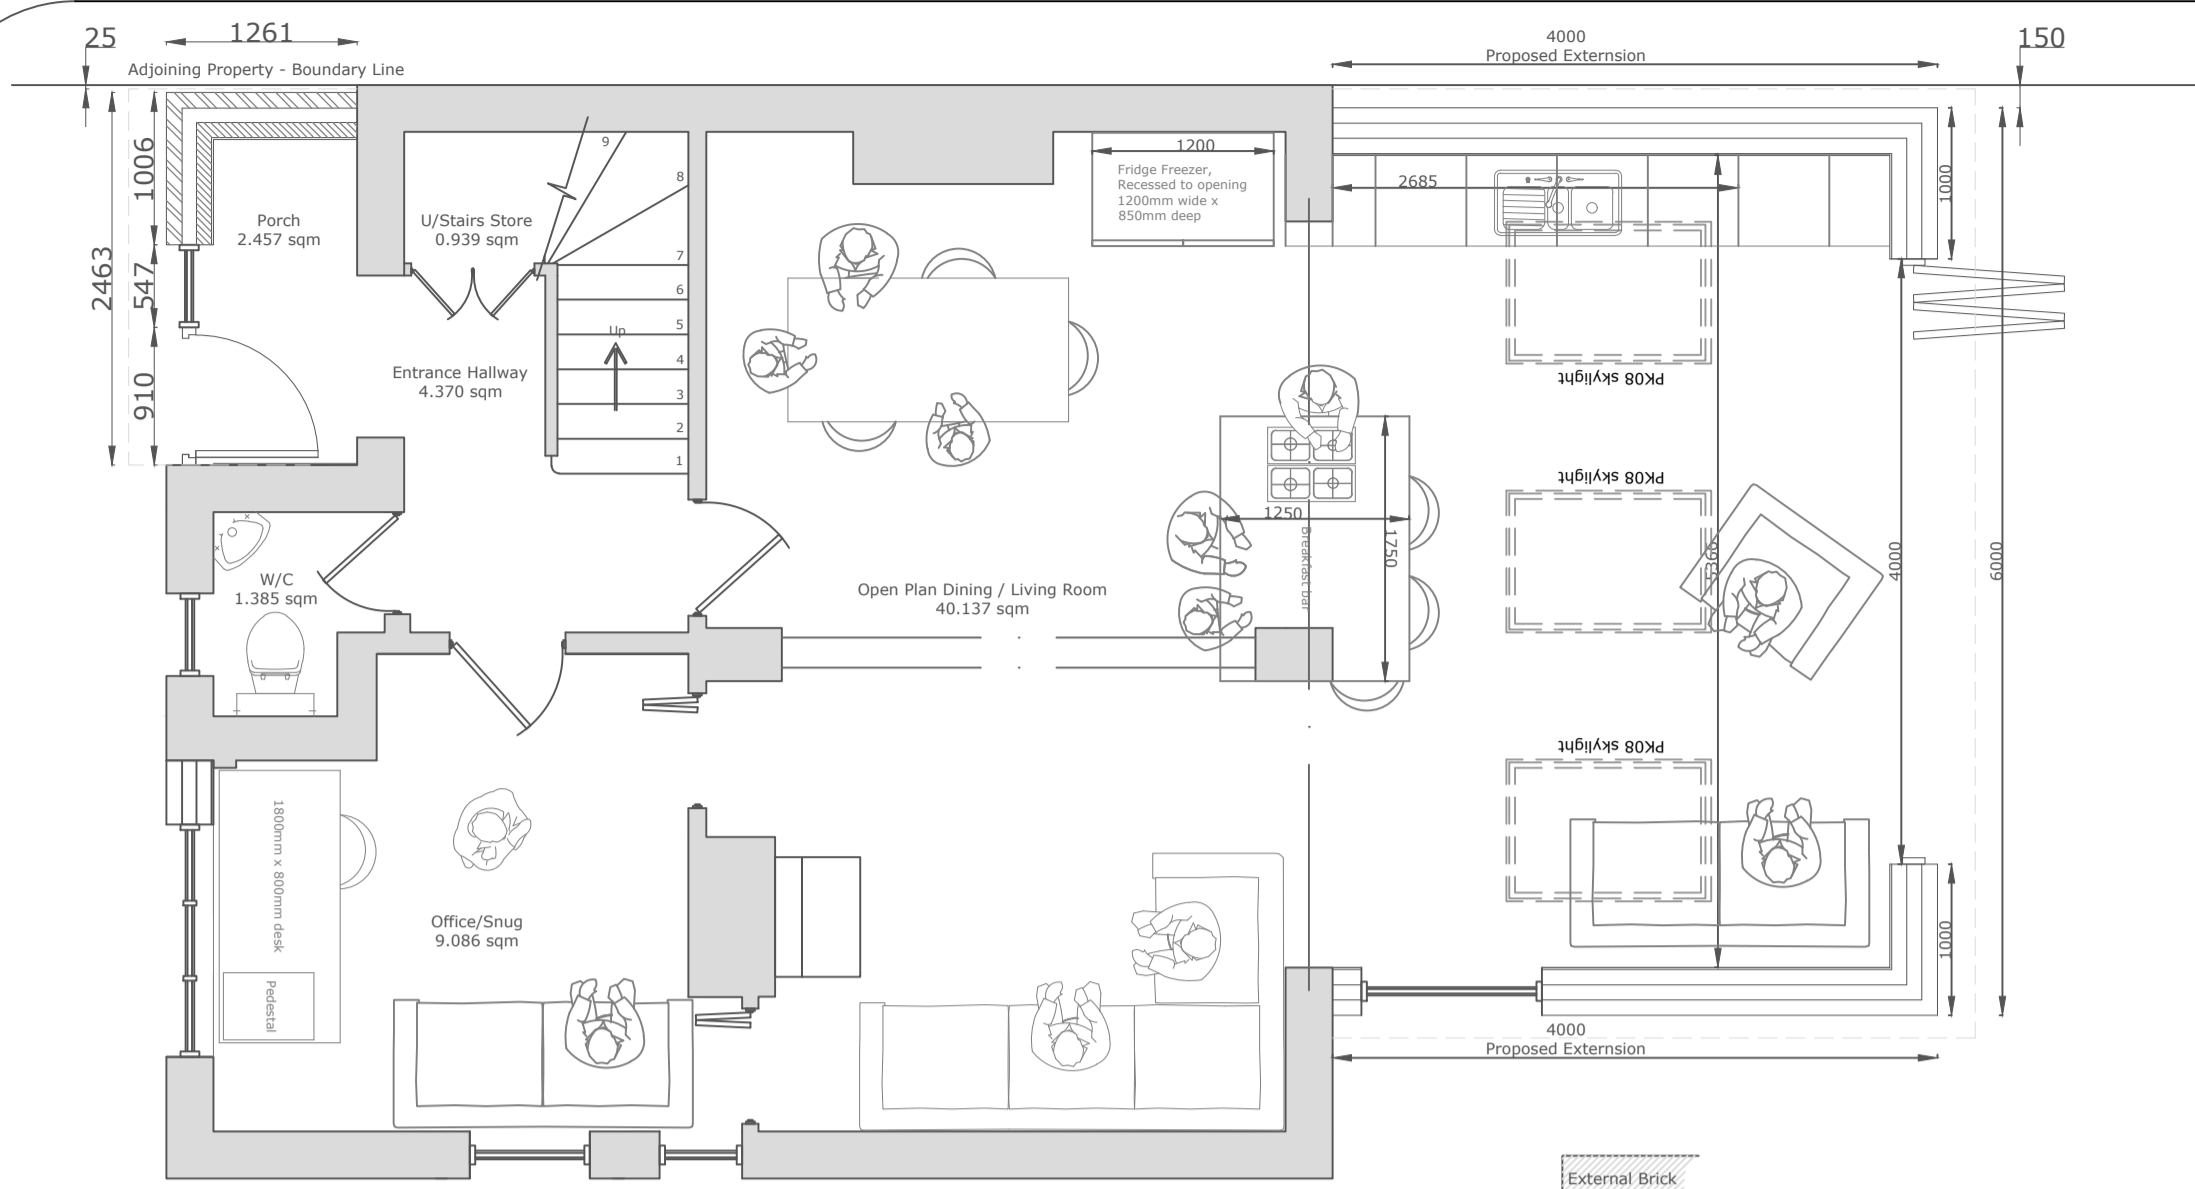 25
1261
4000
Proposed Externsion
150
Adjoining Property - Boundary Line
1006
547
2463
910
Porch
2.457 sqm
U/Stairs Store
0.939 sqm
9
8
7
6
5
4
3
2
1
Up
Entrance Hallway
4.370 sqm
1200
Fridge Freezer,
Recessed to opening
1200mm wide x
850mm deep
2685
1000
PK08 skylight
PK08 skylight
PK08 skylight
1250
1750
Breakfast bar
5366
4000
6000
W/C
1.385 sqm
Open Plan Dining / Living Room
40.137 sqm
1800mm x 800mm desk
Pedestal
Office/Snug
9.086 sqm
1000
4000
Proposed Externsion
External Brick